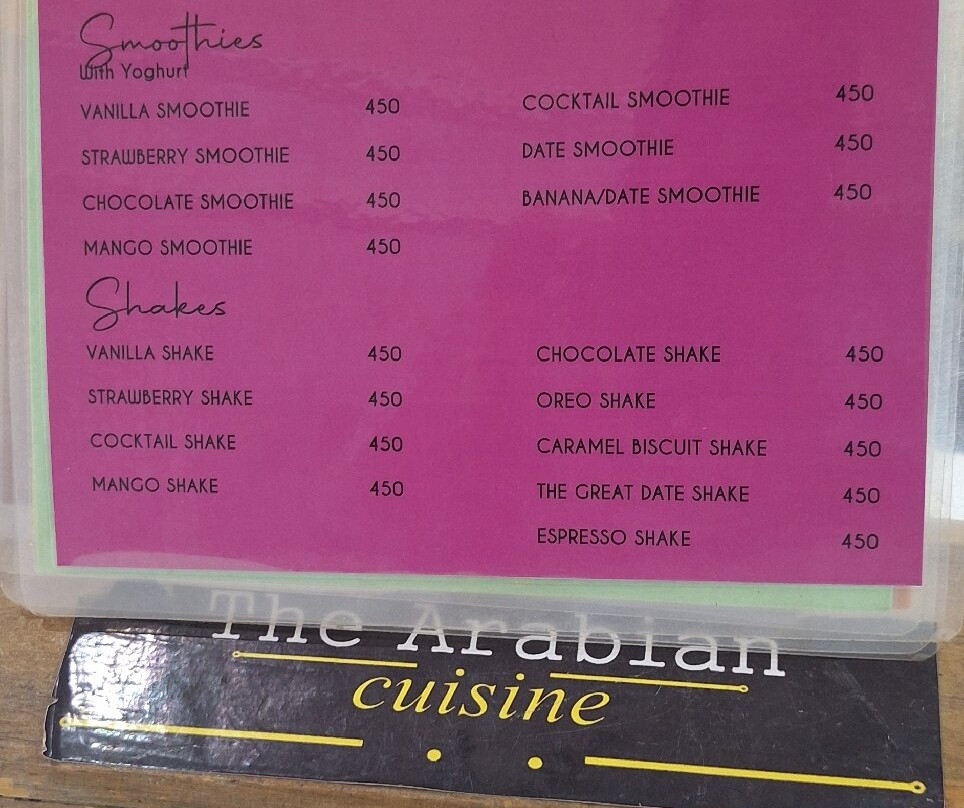 Smoothies
With Yoghurt
VANILLA SMOOTHIE 450
STRAWBERRY SMOOTHIE 450
CHOCOLATE SMOOTHIE 450
MANGO SMOOTHIE 450
COCKTAIL SMOOTHIE 450
DATE SMOOTHIE 450
BANANA/DATE SMOOTHIE 450
Shakes
VANILLA SHAKE 450
STRAWBERRY SHAKE 450
COCKTAIL SHAKE 450
MANGO SHAKE 450
CHOCOLATE SHAKE 450
OREO SHAKE 450
CARAMEL BISCUIT SHAKE 450
THE GREAT DATE SHAKE 450
ESPRESSO SHAKE 450
The Arabian
cuisine